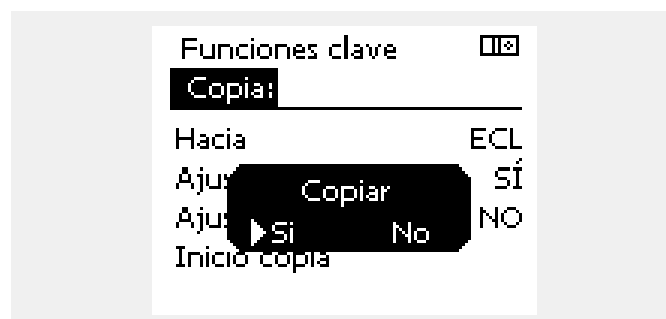 Funciones clave
Copia:
Hacia ECL
SÍ
Copiar
NO
Si No
Inicio copia